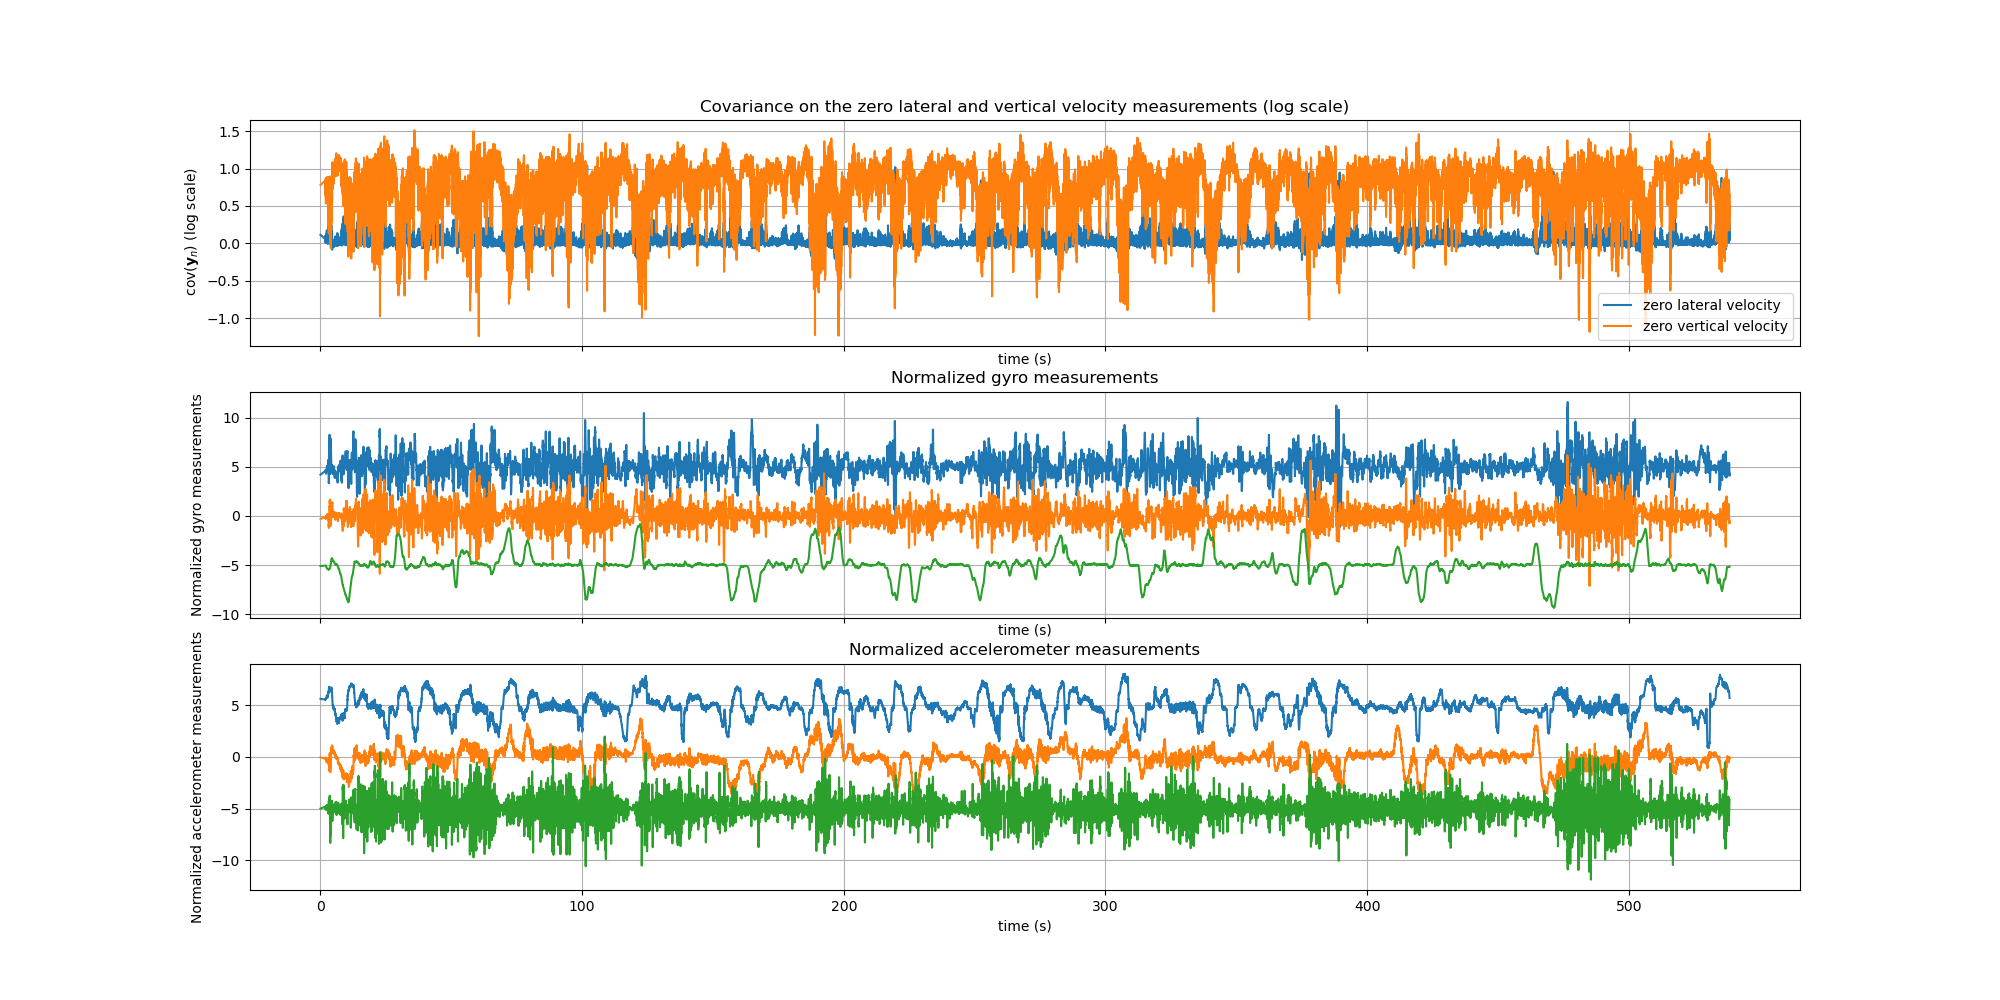 Covariance on the zero lateral and vertical velocity measurements (log scale)
cov(yₙ) (log scale)
1.5
1.0
0.5
0.0
−0.5
−1.0
zero lateral velocity
zero vertical velocity
time (s)
Normalized gyro measurements
Normalized gyro measurements
10
5
0
−5
−10
time (s)
Normalized accelerometer measurements
Normalized accelerometer measurements
5
0
−5
−10
0 100 200 300 400 500
time (s)